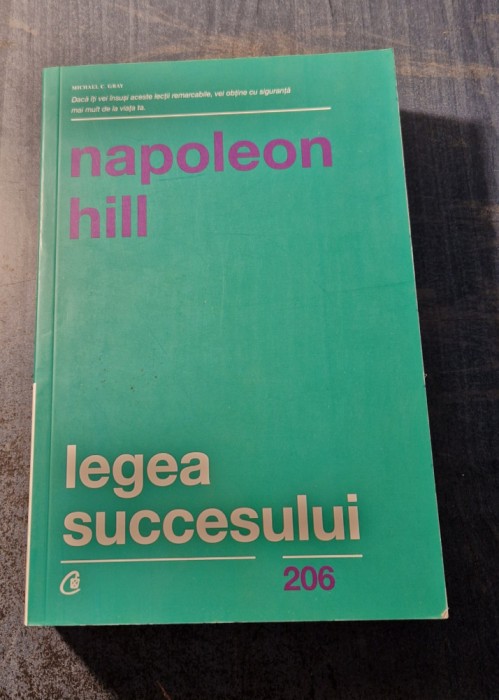 MICHAEL E. GRAY
Dacă îți vei însuși aceste lecții remarcabile, vei obține cu siguranță
mai mult de la viața ta.
napoleon
hill
legea
succesului
206